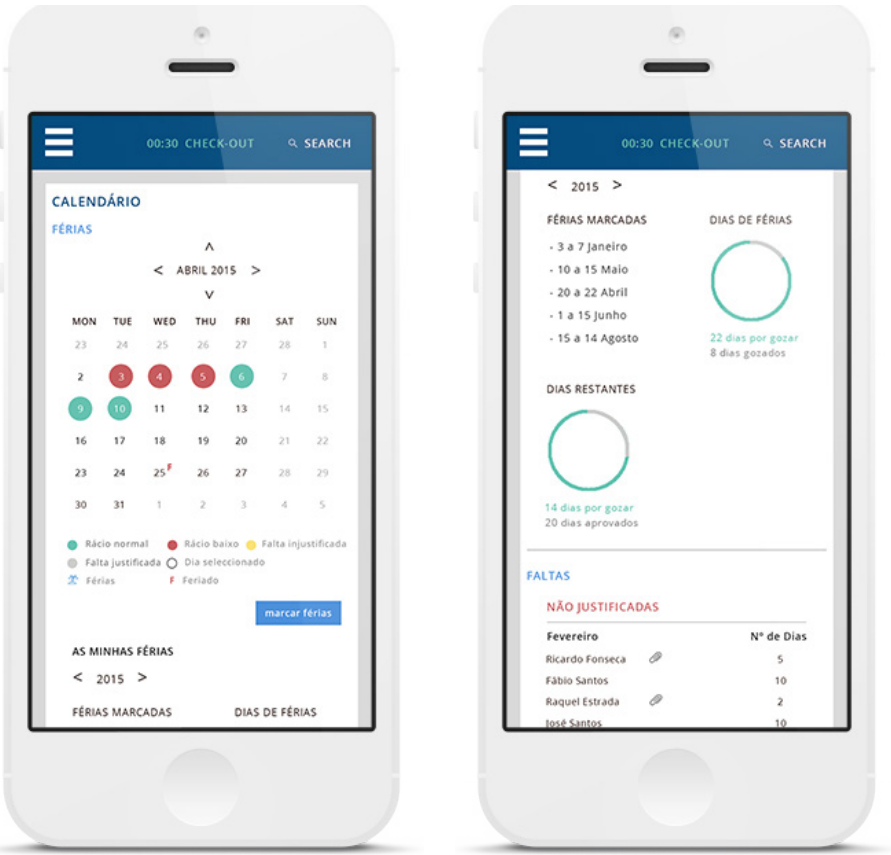 00:30 CHECK-OUT SEARCH
CALENDÁRIO
FÉRIAS
< ABRIL 2015 >
MON TUE WED THU FRI SAT SUN
23 24 25 26 27 28 1
2 3 4 5 6 7 8
9 10 11 12 13 14 15
16 17 18 19 20 21 22
23 24 25 F 26 27 28 29
30 31 1 2 3 4 5
Rácio normal Rácio baixo Falta injustificada
Falta justificada Dia seleccionado
Férias F Feriado
marcar férias
AS MINHAS FÉRIAS
< 2015 >
FÉRIAS MARCADAS DIAS DE FÉRIAS
00:30 CHECK-OUT SEARCH
< 2015 >
FÉRIAS MARCADAS
- 3 a 7 Janeiro
- 10 a 15 Maio
- 20 a 22 Abril
- 1 a 15 Junho
- 15 a 14 Agosto
DIAS DE FÉRIAS
22 dias por gozar
8 dias gozados
DIAS RESTANTES
14 dias por gozar
20 dias aprovados
FALTAS
NÃO JUSTIFICADAS
Fevereiro Nº de Dias
Ricardo Fonseca 5
Fábio Santos 10
Raquel Estrada 2
José Santos 10